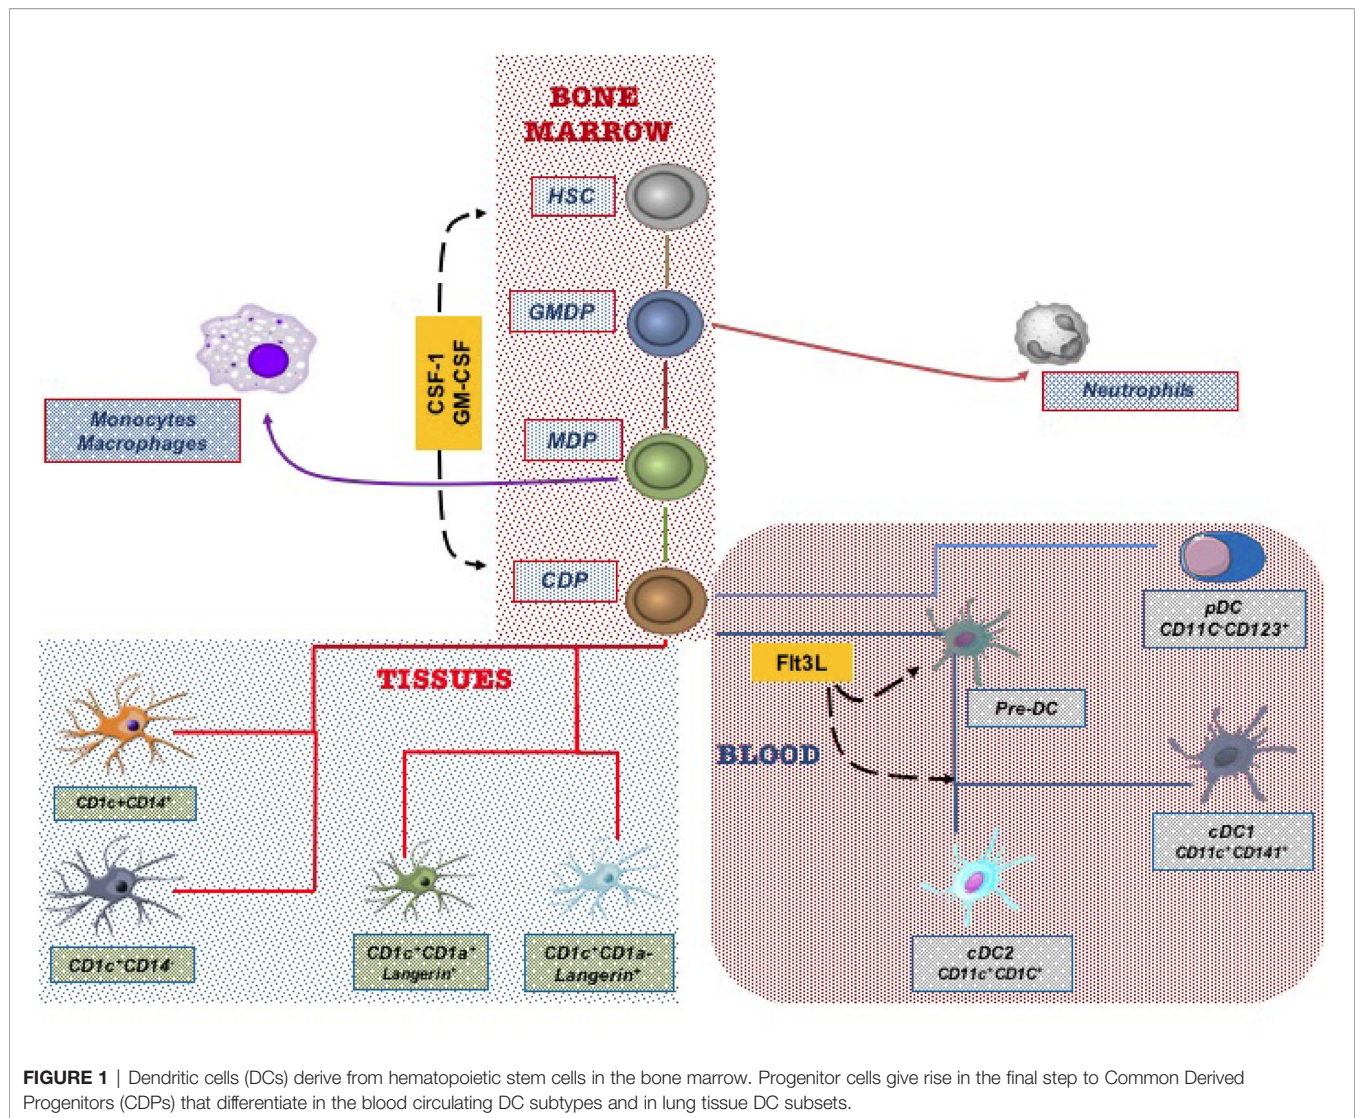 BONE
MARROW
HSC
GMDP
CSF-1
GM-CSF
Neutrophils
Monocytes
Macrophages
MDP
CDP
pDC
CD11C⁻CD123⁺
TISSUES
Flt3L
Pre-DC
BLOOD
CD1c+CD14⁺
cDC1
CD11c⁺CD141⁺
CD1c⁺CD14⁻
CD1c⁺CD1a⁺
Langerin⁺
CD1c⁺CD1a-
Langerin⁺
cDC2
CD11c⁺CD1C⁺
FIGURE 1 | Dendritic cells (DCs) derive from hematopoietic stem cells in the bone marrow. Progenitor cells give rise in the final step to Common Derived
Progenitors (CDPs) that differentiate in the blood circulating DC subtypes and in lung tissue DC subsets.